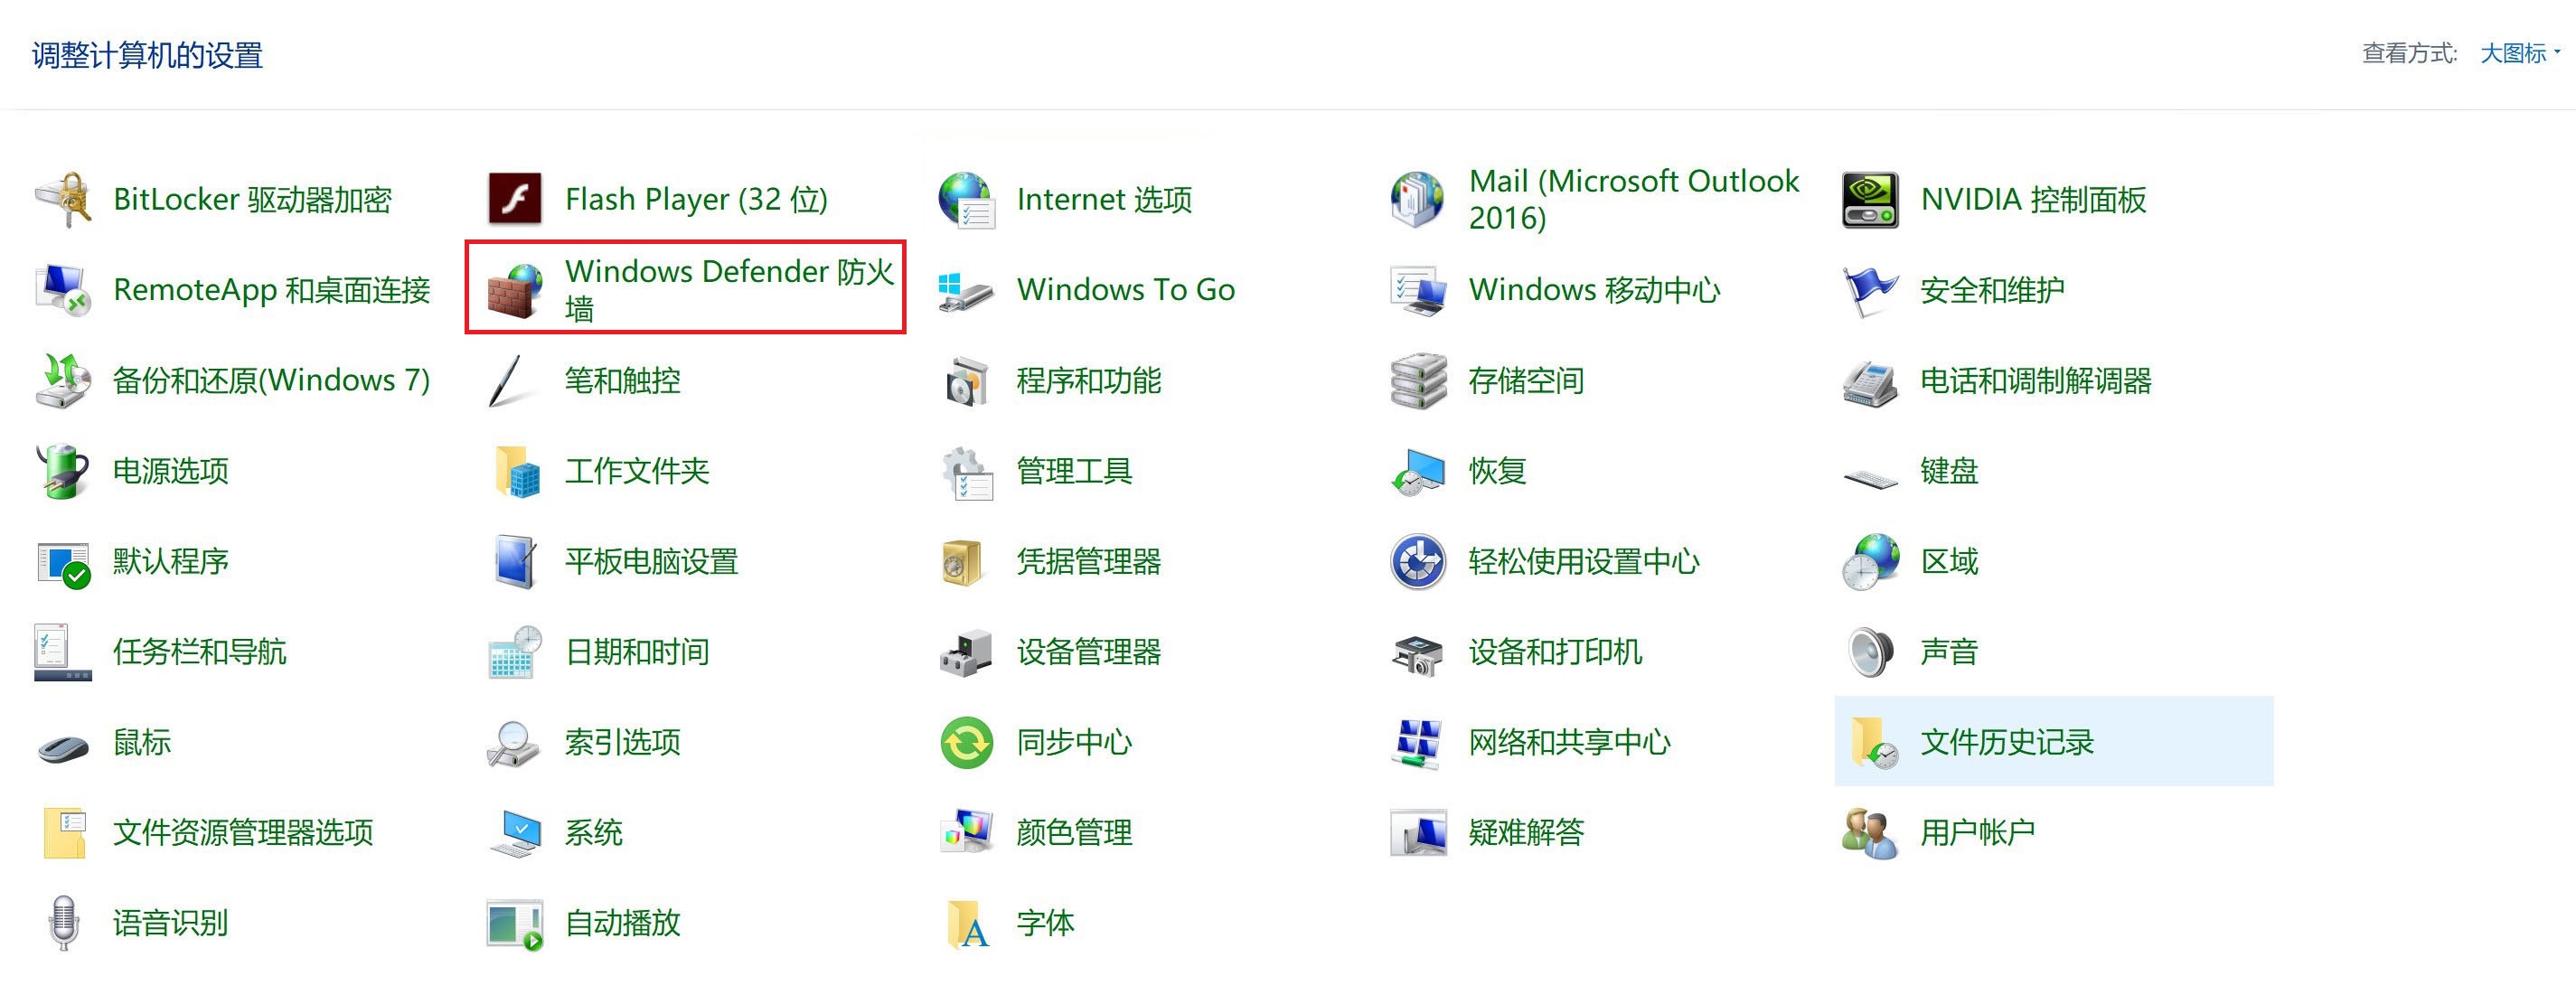 调整计算机的设置
查看方式: 大图标
BitLocker 驱动器加密
Flash Player (32 位)
Internet 选项
Mail (Microsoft Outlook
2016)
NVIDIA 控制面板
RemoteApp 和桌面连接
Windows Defender 防火
墙
Windows To Go
Windows 移动中心
安全和维护
备份和还原(Windows 7)
笔和触控
程序和功能
存储空间
电话和调制解调器
电源选项
工作文件夹
管理工具
恢复
键盘
默认程序
平板电脑设置
凭据管理器
轻松使用设置中心
区域
任务栏和导航
日期和时间
设备管理器
设备和打印机
声音
鼠标
索引选项
同步中心
网络和共享中心
文件历史记录
文件资源管理器选项
系统
颜色管理
疑难解答
用户帐户
语音识别
自动播放
字体